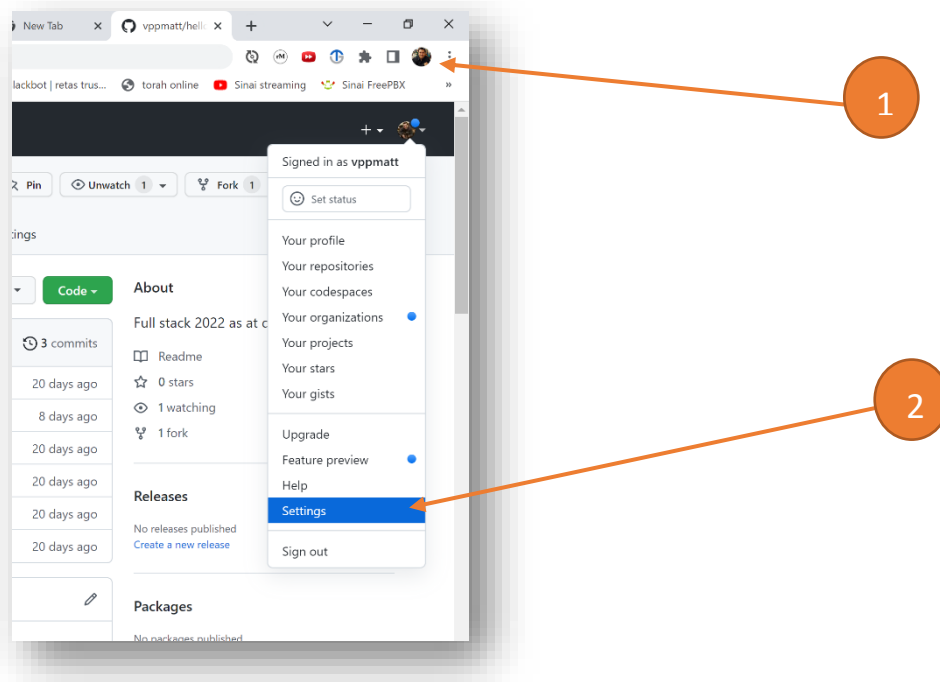 New Tab
vppmatt/hell
lackbot | retas trus...
torah online
Sinai streaming
Sinai FreePBX
»
1
Signed in as vppmatt
Pin
Unwatch 1
Fork 1
Set status
tings
Your profile
Your repositories
Your codespaces
Your organizations
Your projects
Your stars
Your gists
Upgrade
Feature preview
Help
Settings
Sign out
Code
3 commits
20 days ago
8 days ago
20 days ago
20 days ago
20 days ago
20 days ago
About
Full stack 2022 as at c
Readme
0 stars
1 watching
1 fork
Releases
No releases published
Create a new release
Packages
No packages published
2